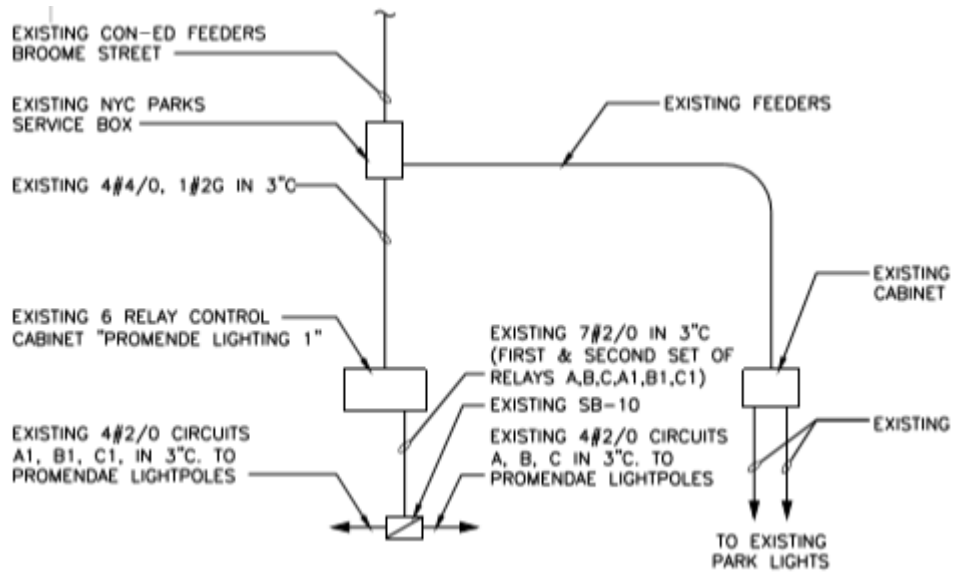 EXISTING CON-ED FEEDERS
BROOME STREET
EXISTING NYC PARKS
SERVICE BOX
EXISTING FEEDERS
EXISTING 4#4/0, 1#2G IN 3"C
EXISTING
CABINET
EXISTING 6 RELAY CONTROL
CABINET "PROMENDE LIGHTING 1"
EXISTING 7#2/0 IN 3"C
(FIRST & SECOND SET OF
RELAYS A,B,C,A1,B1,C1)
EXISTING SB-10
EXISTING 4#2/0 CIRCUITS
A1, B1, C1, IN 3"C. TO
PROMENDAE LIGHTPOLES
EXISTING 4#2/0 CIRCUITS
A, B, C IN 3"C. TO
PROMENDAE LIGHTPOLES
EXISTING
TO EXISTING
PARK LIGHTS